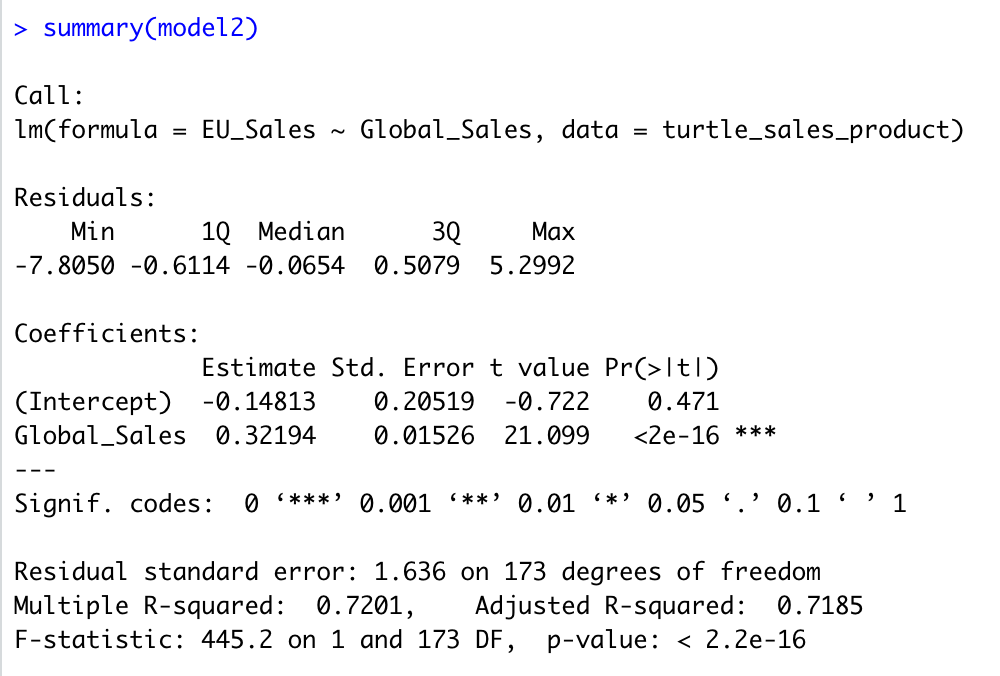 > summary(model2)
Call:
lm(formula = EU_Sales ~ Global_Sales, data = turtle_sales_product)
Residuals:
    Min      1Q  Median      3Q     Max
-7.8050 -0.6114 -0.0654  0.5079  5.2992
Coefficients:
             Estimate Std. Error t value Pr(>|t|)
(Intercept)  -0.14813    0.20519  -0.722    0.471
Global_Sales  0.32194    0.01526  21.099   <2e-16 ***
---
Signif. codes:  0 ‘***’ 0.001 ‘**’ 0.01 ‘*’ 0.05 ‘.’ 0.1 ‘ ’ 1
Residual standard error: 1.636 on 173 degrees of freedom
Multiple R-squared:  0.7201,    Adjusted R-squared:  0.7185
F-statistic: 445.2 on 1 and 173 DF,  p-value: < 2.2e-16